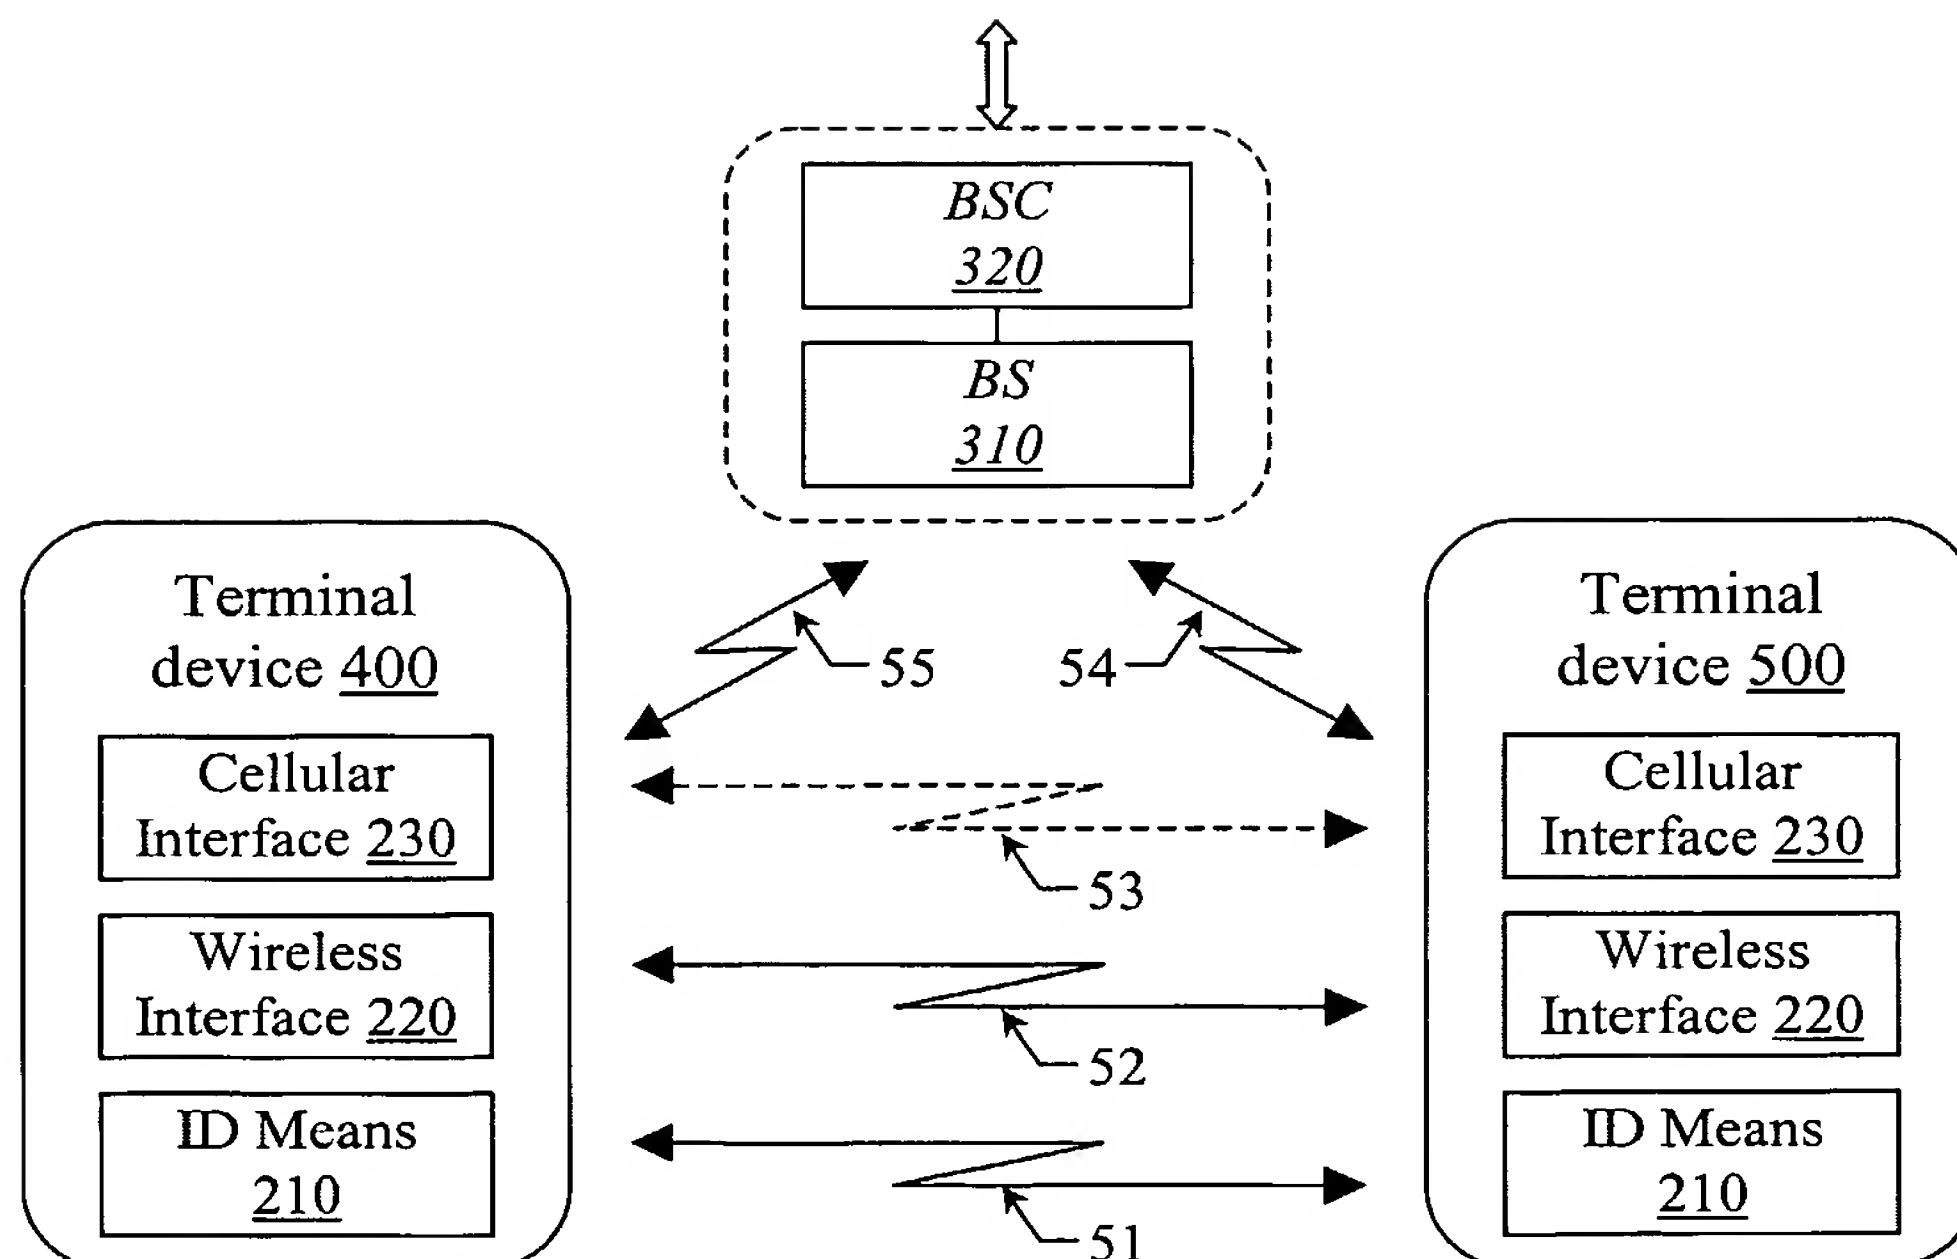 BSC
320
BS
310
Terminal
device 400
55
54
Terminal
device 500
Cellular
Interface 230
53
Cellular
Interface 230
Wireless
Interface 220
52
Wireless
Interface 220
ID Means
210
51
ID Means
210